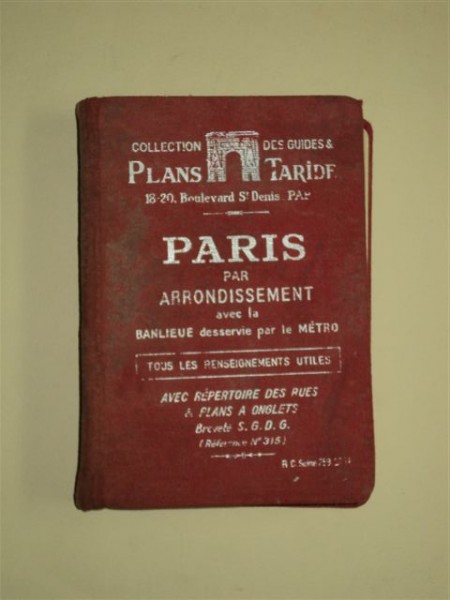 COLLECTION DES GUIDES &
PLANS TARIDE
18-20, Boulevard St Denis, PAR
PARIS
PAR
ARRONDISSEMENT
avec la
BANLIEUE desservie par le MÉTRO
TOUS LES RENSEIGNEMENTS UTILES
AVEC RÉPERTOIRE DES RUES
& PLANS A ONGLETS
Breveté S. G. D. G.
(Référence N° 315)
R. C. Seine